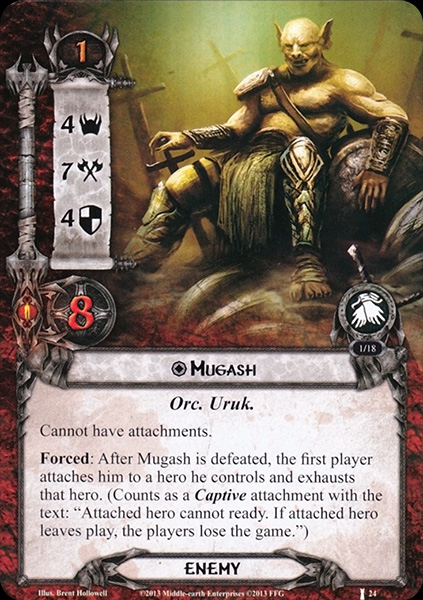 1
4
7
4
8
1/18
Mugash
Orc. Uruk.
Cannot have attachments.
Forced: After Mugash is defeated, the first player
attaches him to a hero he controls and exhausts
that hero. (Counts as a Captive attachment with the
text: “Attached hero cannot ready. If attached hero
leaves play, the players lose the game.”)
ENEMY
Illus. Brent Hollowell ©2013 Middle-earth Enterprises ©2013 FFG 24